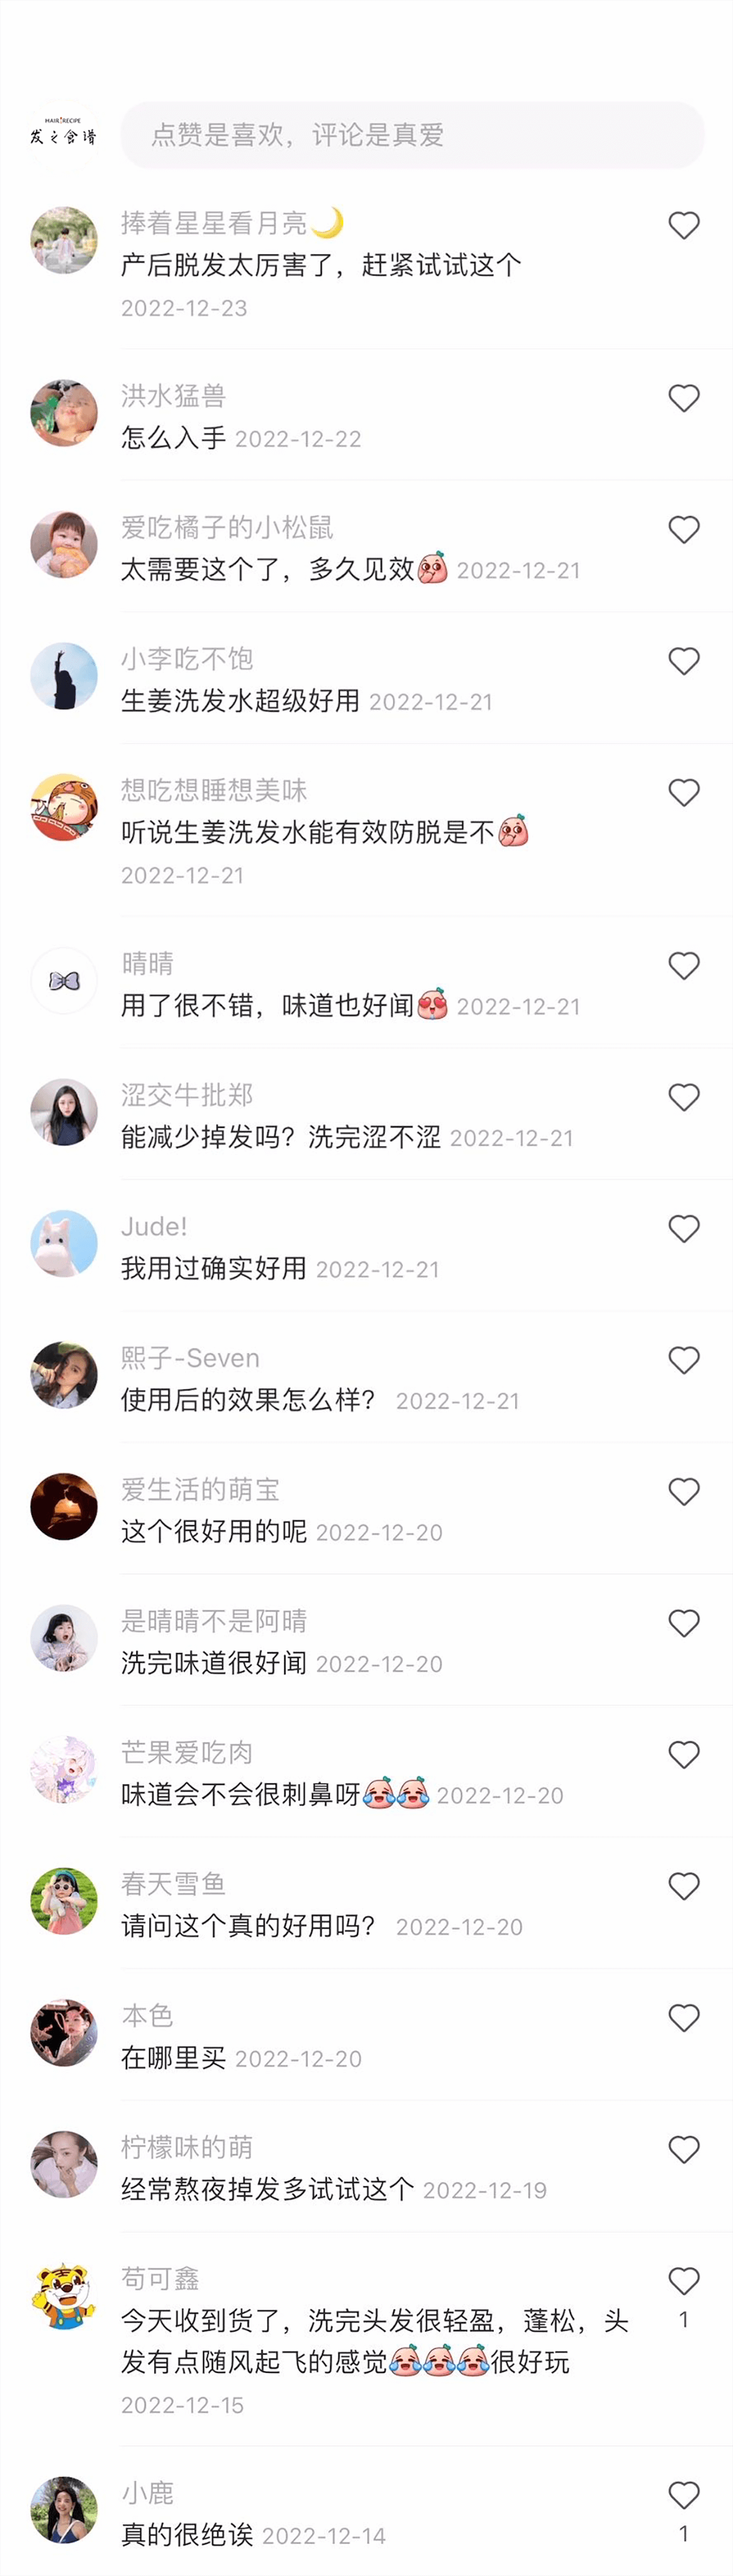 HAIR RECIPE
发之食谱
点赞是喜欢，评论是真爱
捧着星星看月亮🌙
产后脱发太厉害了，赶紧试试这个
2022-12-23
洪水猛兽
怎么入手 2022-12-22
爱吃橘子的小松鼠
太需要这个了，多久见效 2022-12-21
小李吃不饱
生姜洗发水超级好用 2022-12-21
想吃想睡想美味
听说生姜洗发水能有效防脱是不
2022-12-21
晴晴
用了很不错，味道也好闻 2022-12-21
涩交牛批郑
能减少掉发吗？洗完涩不涩 2022-12-21
Jude!
我用过确实好用 2022-12-21
熙子-Seven
使用后的效果怎么样？ 2022-12-21
爱生活的萌宝
这个很好用的呢 2022-12-20
是晴晴不是阿晴
洗完味道很好闻 2022-12-20
芒果爱吃肉
味道会不会很刺鼻呀 2022-12-20
春天雪鱼
请问这个真的好用吗？ 2022-12-20
本色
在哪里买 2022-12-20
柠檬味的萌
经常熬夜掉发多试试这个 2022-12-19
苟可鑫
今天收到货了，洗完头发很轻盈，蓬松，头
1
发有点随风起飞的感觉很好玩
2022-12-15
小鹿
真的很绝诶 2022-12-14
1